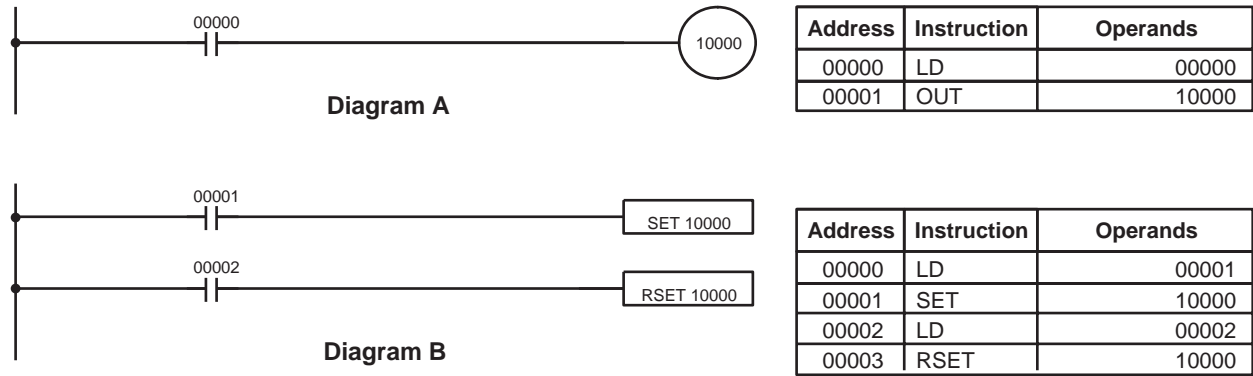 00000
10000
Diagram A
Address Instruction Operands
00000 LD 00000
00001 OUT 10000
00001
SET 10000
00002
RSET 10000
Diagram B
Address Instruction Operands
00000 LD 00001
00001 SET 10000
00002 LD 00002
00003 RSET 10000